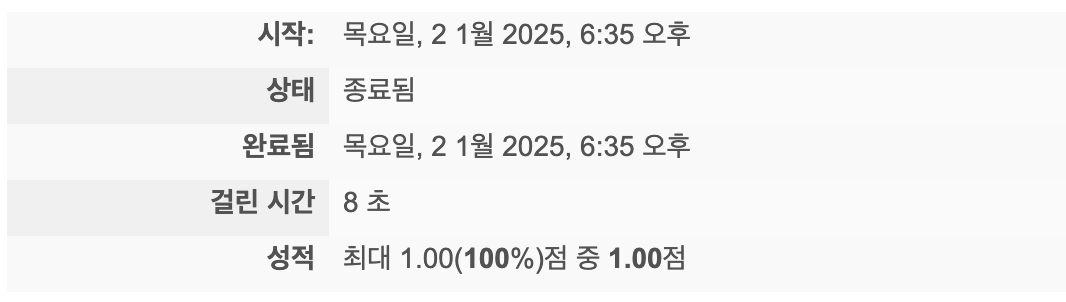 시작: 목요일, 2 1월 2025, 6:35 오후
상태 종료됨
완료됨 목요일, 2 1월 2025, 6:35 오후
걸린 시간 8 초
성적 최대 1.00(100%)점 중 1.00점